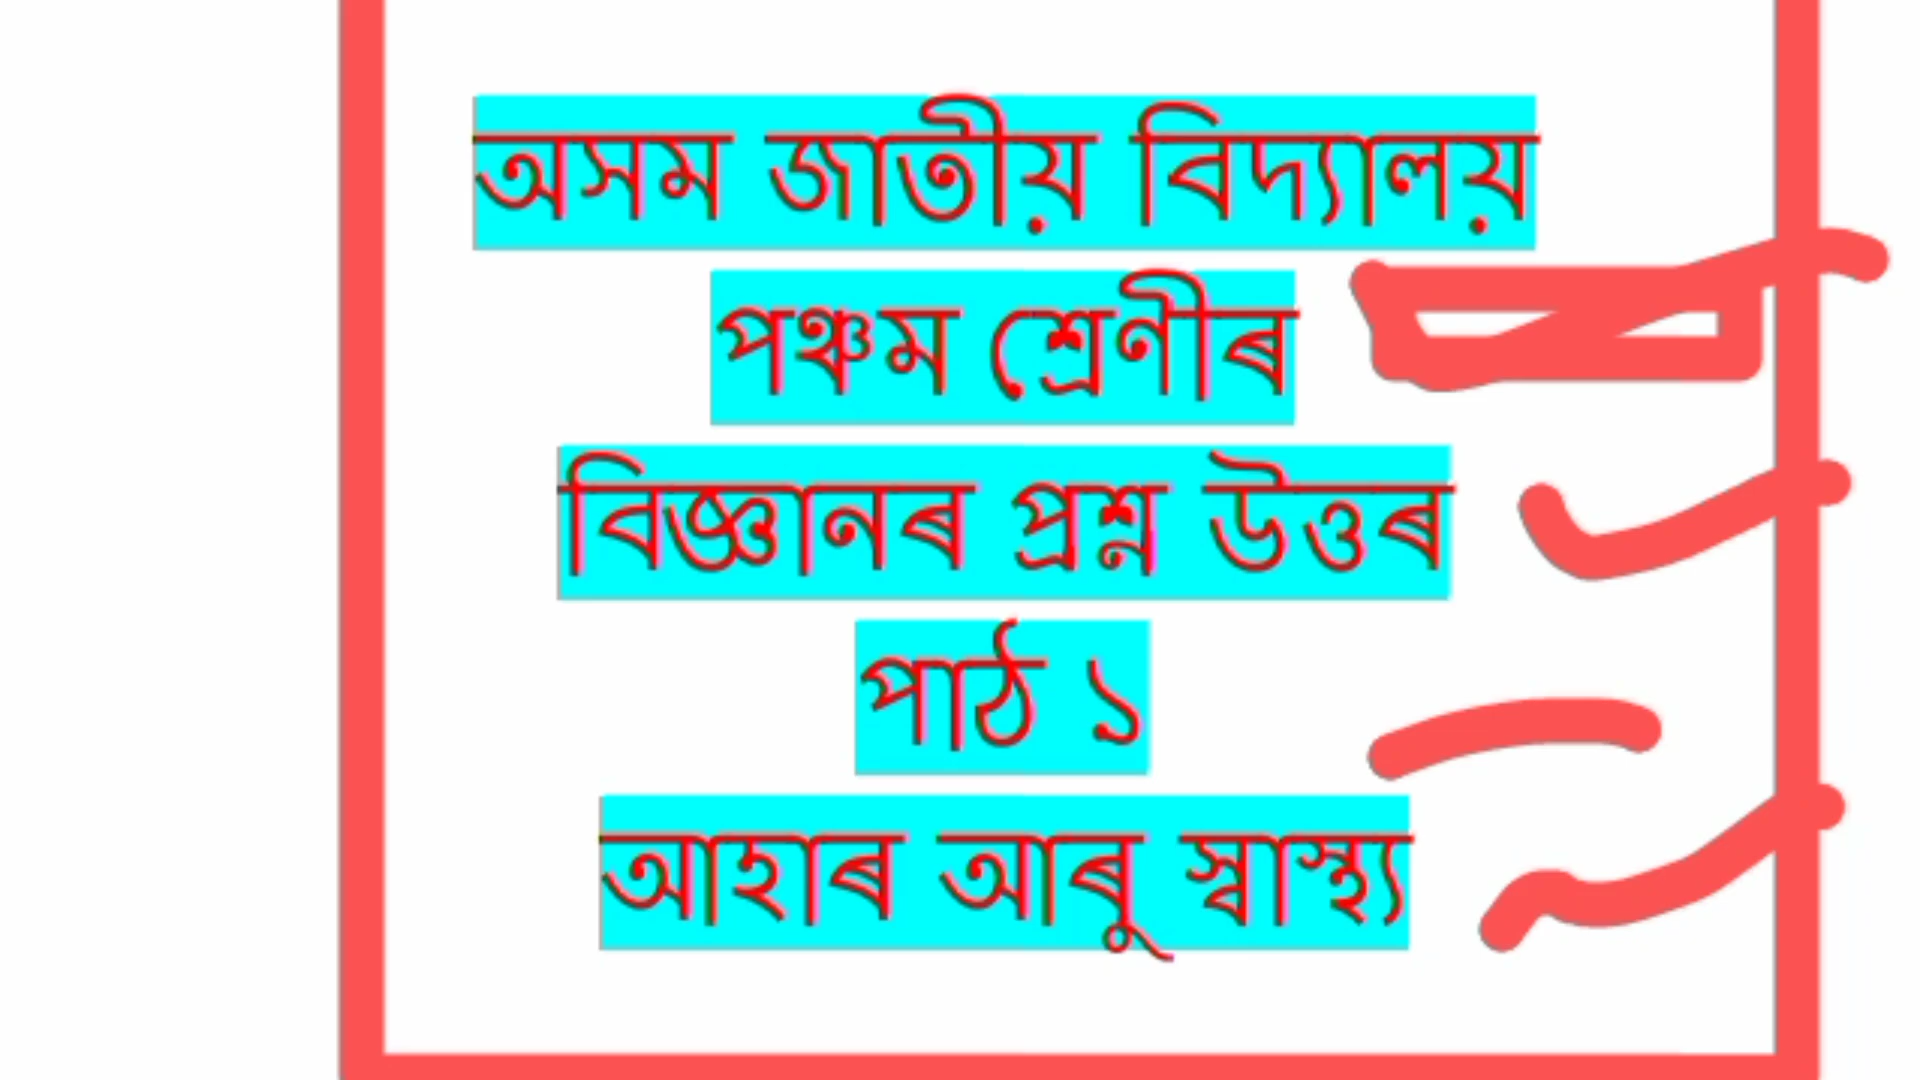 অসম জাতীয় বিদ্যালয়
পঞ্চম শ্ৰেণীৰ
বিজ্ঞানৰ প্ৰশ্ন উত্তৰ
পাঠ ১
আহাৰ আৰু স্বাস্থ্য